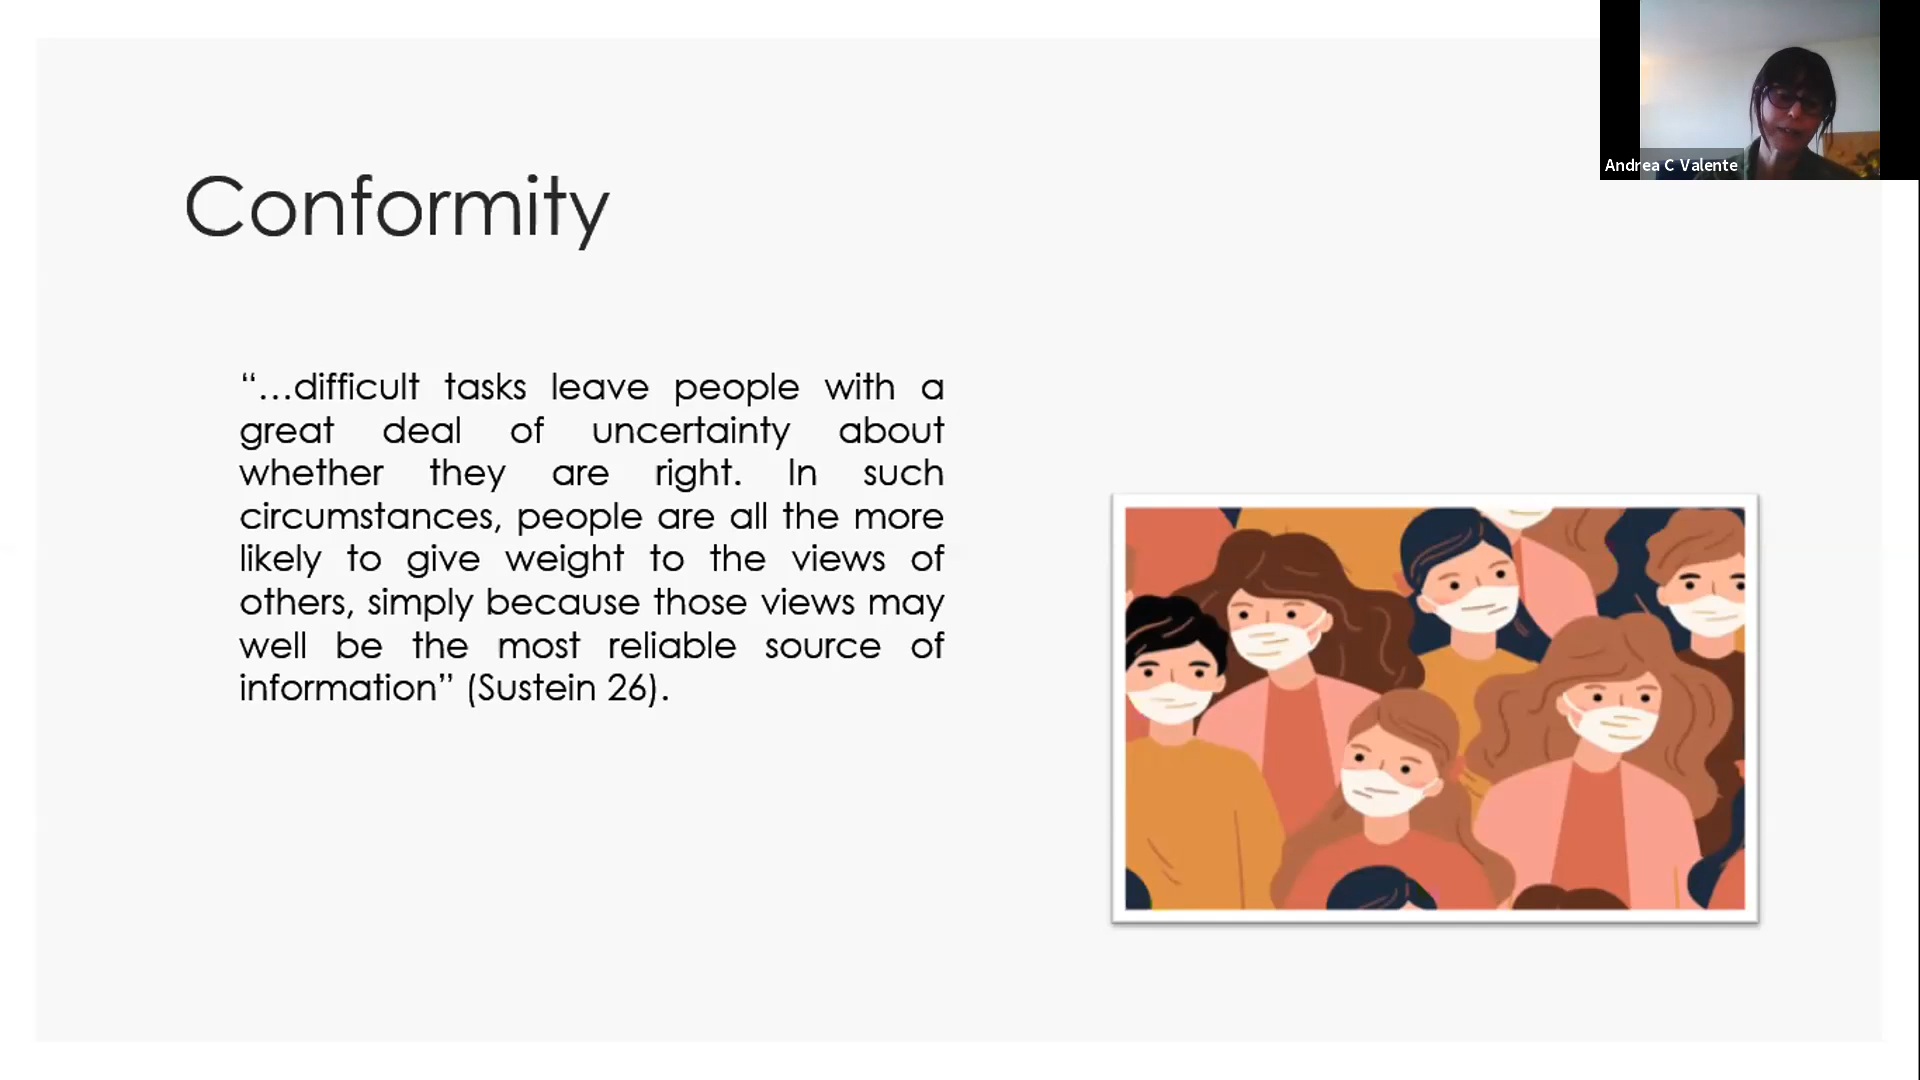 Andrea C Valente
Conformity
“…difficult tasks leave people with a
great deal of uncertainty about
whether they are right. In such
circumstances, people are all the more
likely to give weight to the views of
others, simply because those views may
well be the most reliable source of
information” (Sustein 26).